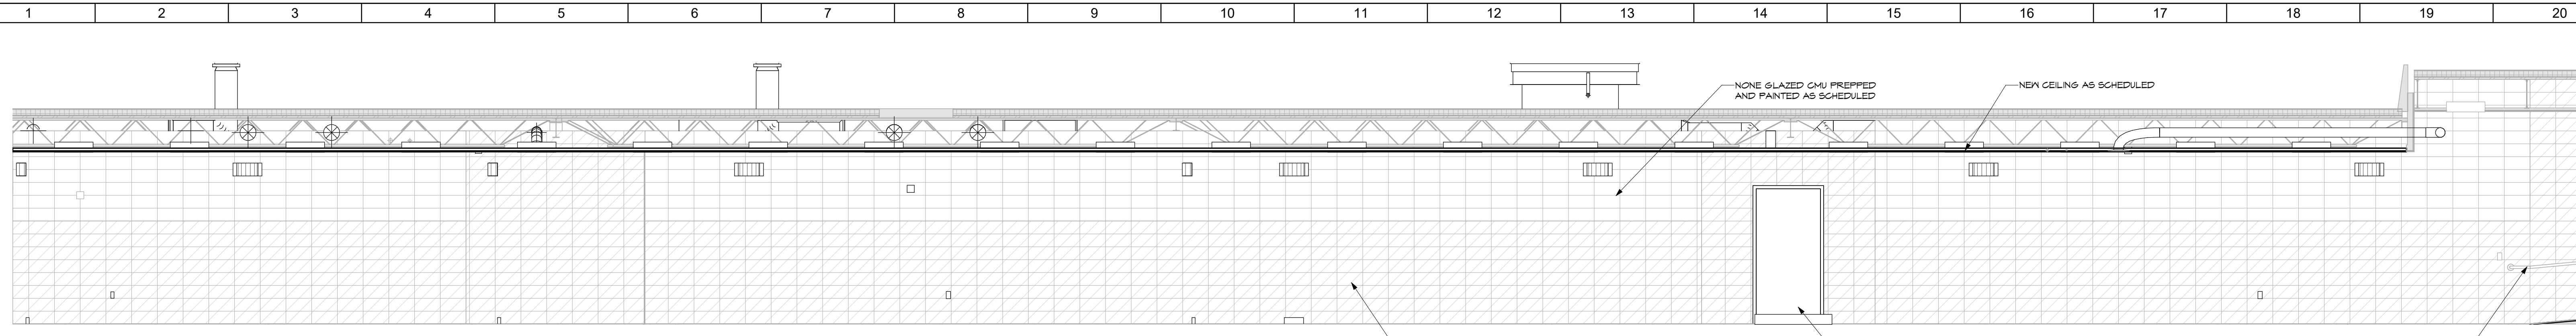 1 2 3 4 5 6 7 8 9 10 11 12 13 14 15 16 17 18 19 20
NONE GLAZED CMU PREPPED
AND PAINTED AS SCHEDULED
NEW CEILING AS SCHEDULED